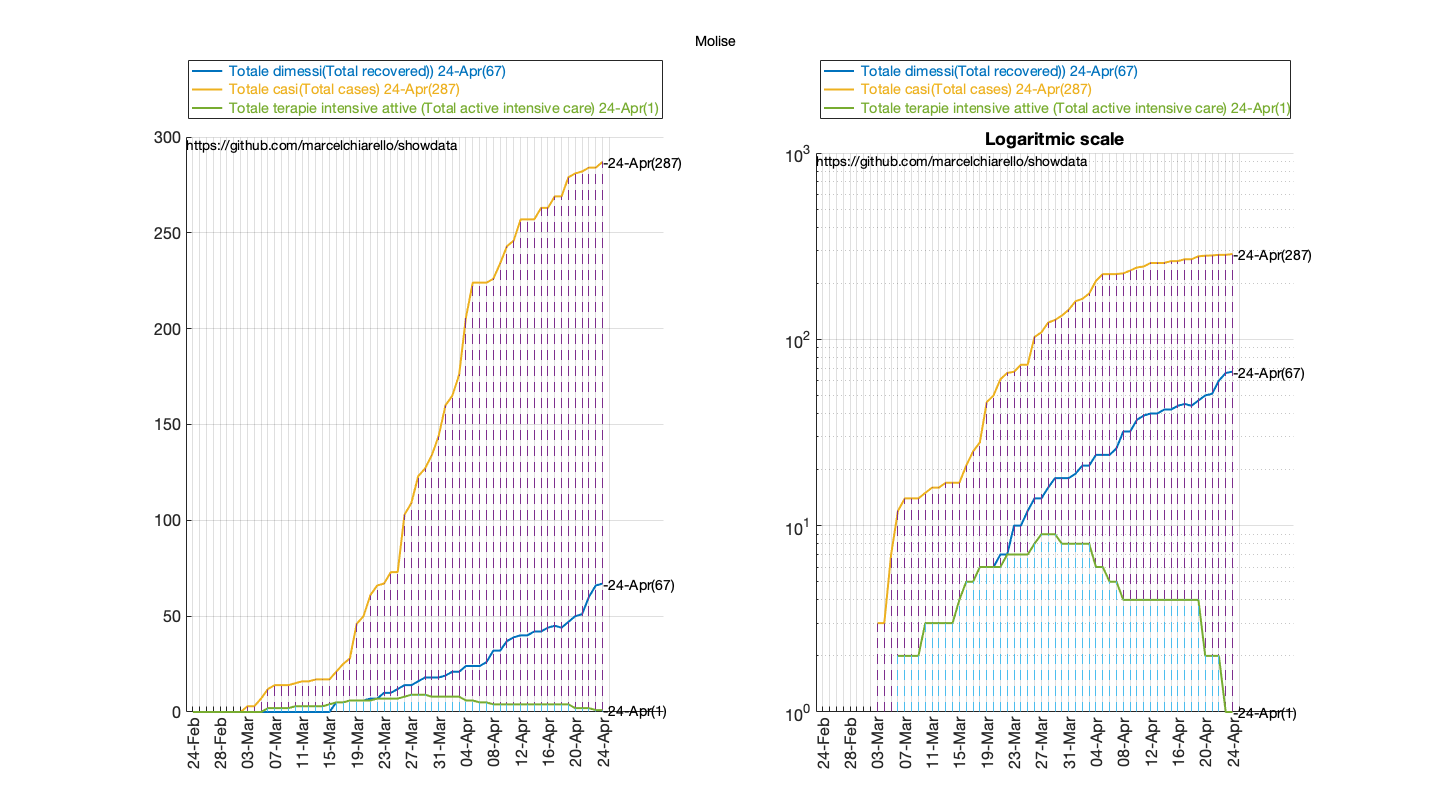 Molise
Totale dimessi(Total recovered)) 24-Apr(67)
Totale casi(Total cases) 24-Apr(287)
Totale terapie intensive attive (Total active intensive care) 24-Apr(1)
300
https://github.com/marcelchiarello/showdata
-24-Apr(287)
250
200
150
100
50
-24-Apr(67)
0
-24-Apr(1)
24-Feb
28-Feb
03-Mar
07-Mar
11-Mar
15-Mar
19-Mar
23-Mar
27-Mar
31-Mar
04-Apr
08-Apr
12-Apr
16-Apr
20-Apr
24-Apr
Totale dimessi(Total recovered)) 24-Apr(67)
Totale casi(Total cases) 24-Apr(287)
Totale terapie intensive attive (Total active intensive care) 24-Apr(1)
Logaritmic scale
10^3
https://github.com/marcelchiarello/showdata
-24-Apr(287)
10^2
-24-Apr(67)
10^1
10^0
-24-Apr(1)
24-Feb
28-Feb
03-Mar
07-Mar
11-Mar
15-Mar
19-Mar
23-Mar
27-Mar
31-Mar
04-Apr
08-Apr
12-Apr
16-Apr
20-Apr
24-Apr